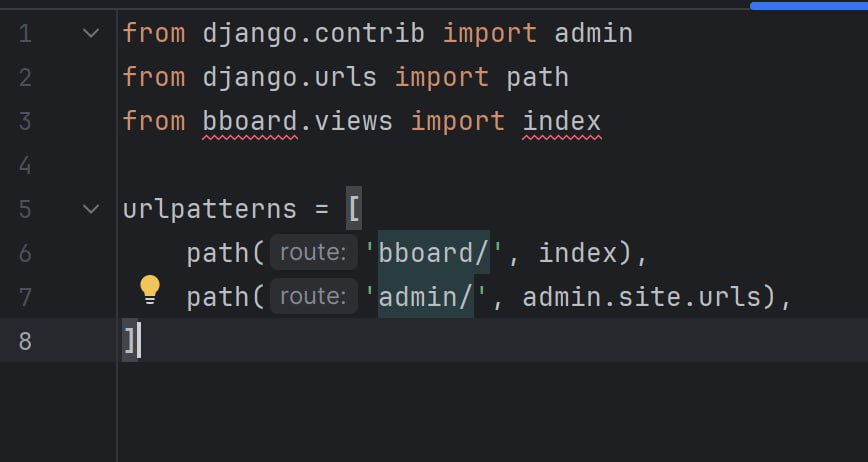 1 from django.contrib import admin
2 from django.urls import path
3 from bboard.views import index
4
5 urlpatterns = [
6     path( route: 'bboard/', index),
7     path( route: 'admin/', admin.site.urls),
8 ]